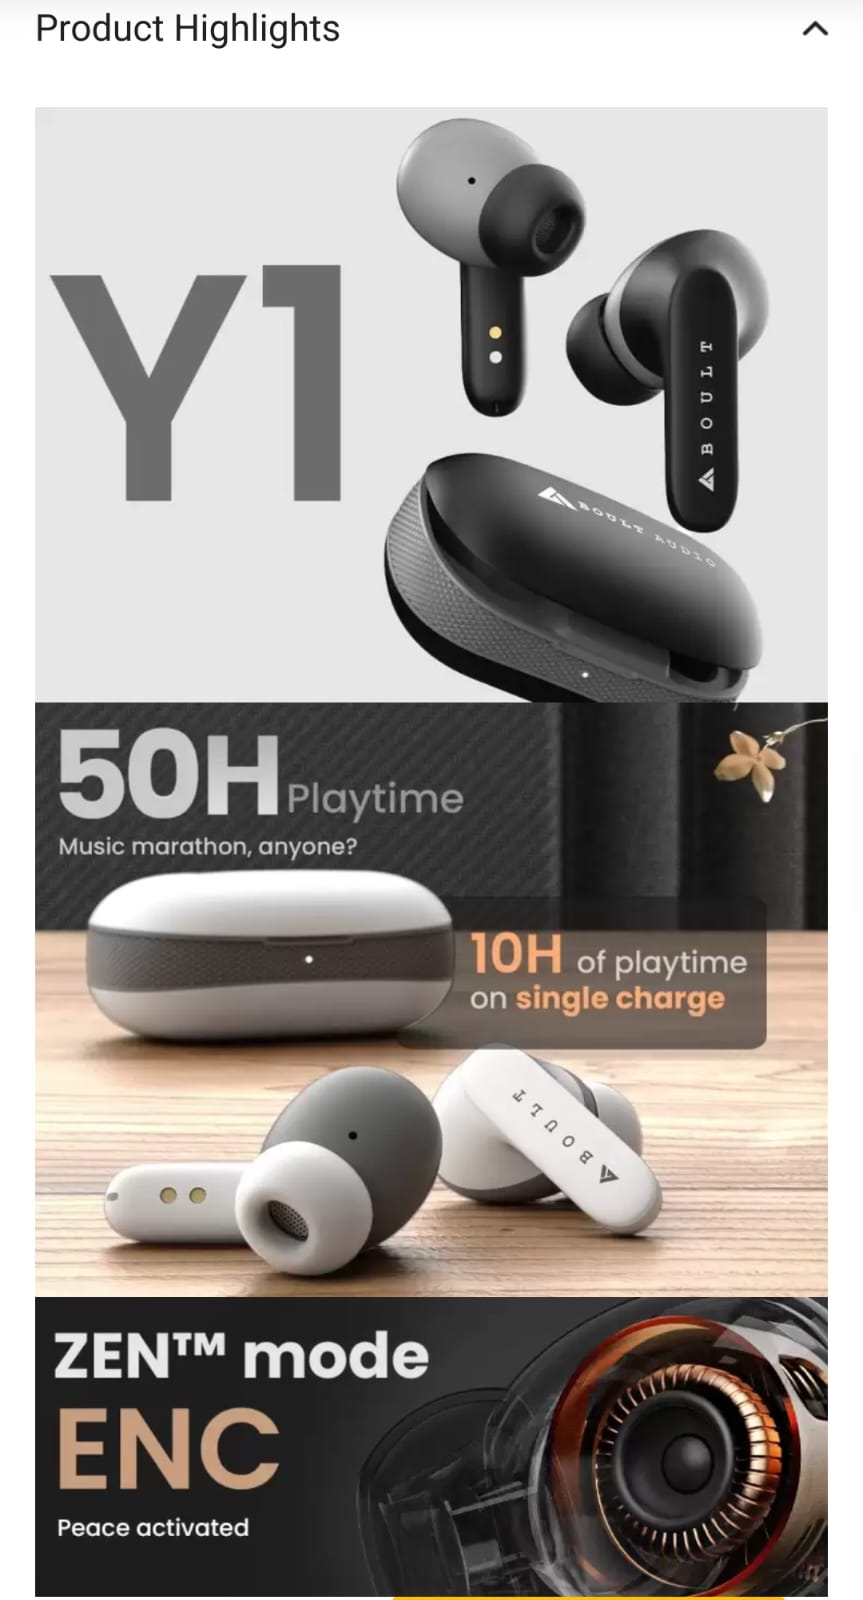 Product Highlights
Y1
BOULT
BOULT AUDIO
50H Playtime
Music marathon, anyone?
10H of playtime
on single charge
BOULT
ZEN™ mode
ENC
Peace activated